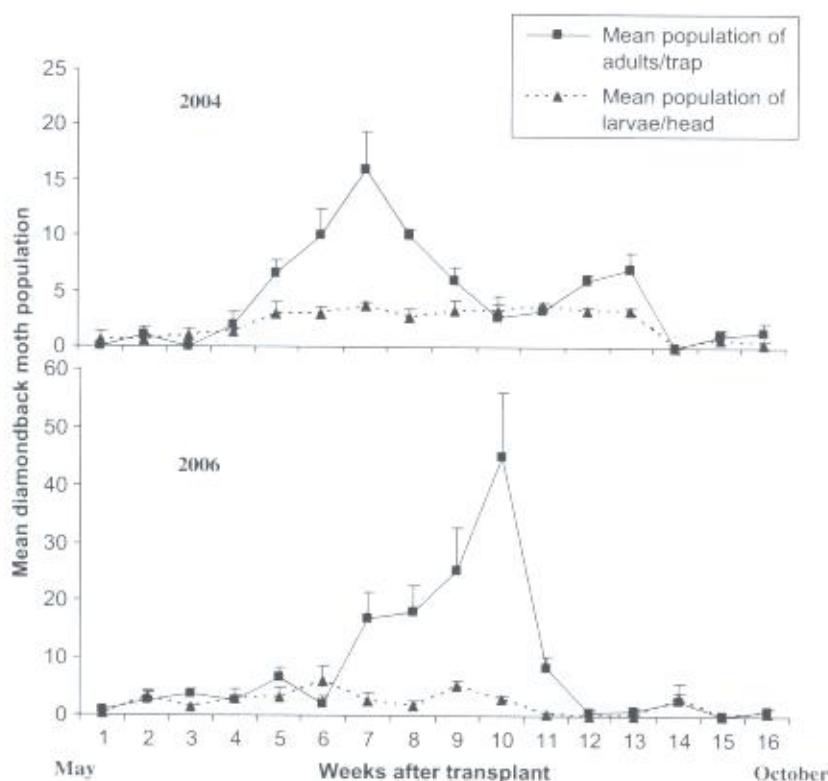 Mean population of
adults/trap
Mean population of
larvae/head
Mean diamondback moth population
25
20
15
10
5
0
2004
60
50
40
30
20
10
0
2006
1 2 3 4 5 6 7 8 9 10 11 12 13 14 15 16
May Weeks after transplant October